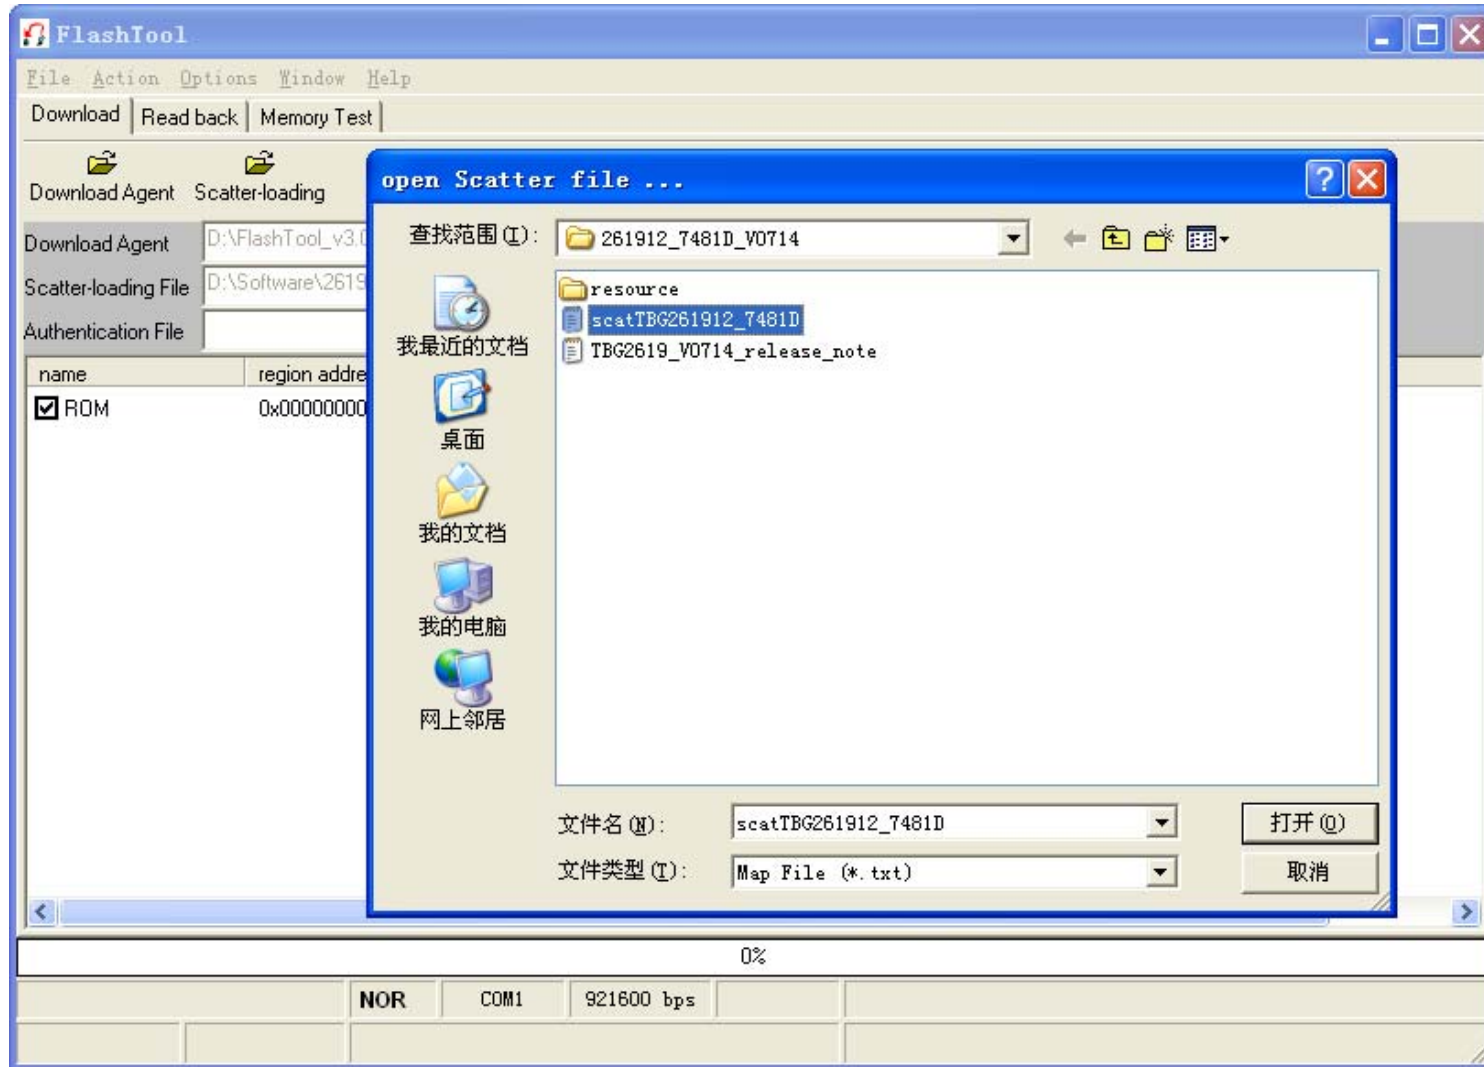 FlashTool
File Action Options Window Help
Download Read back Memory Test
Download Agent Scatter-loading
Download Agent D:\FlashTool_v3.0
Scatter-loading File D:\Software\2619
Authentication File
name region addre
ROM 0x00000000
open Scatter file ...
查找范围(I): 261912_7481D_V0714
我最近的文档
桌面
我的文档
我的电脑
网上邻居
resource
scatTBG261912_7481D
TBG2619_V0714_release_note
文件名(N): scatTBG261912_7481D 打开(O)
文件类型(T): Map File (*.txt) 取消
0%
NOR COM1 921600 bps